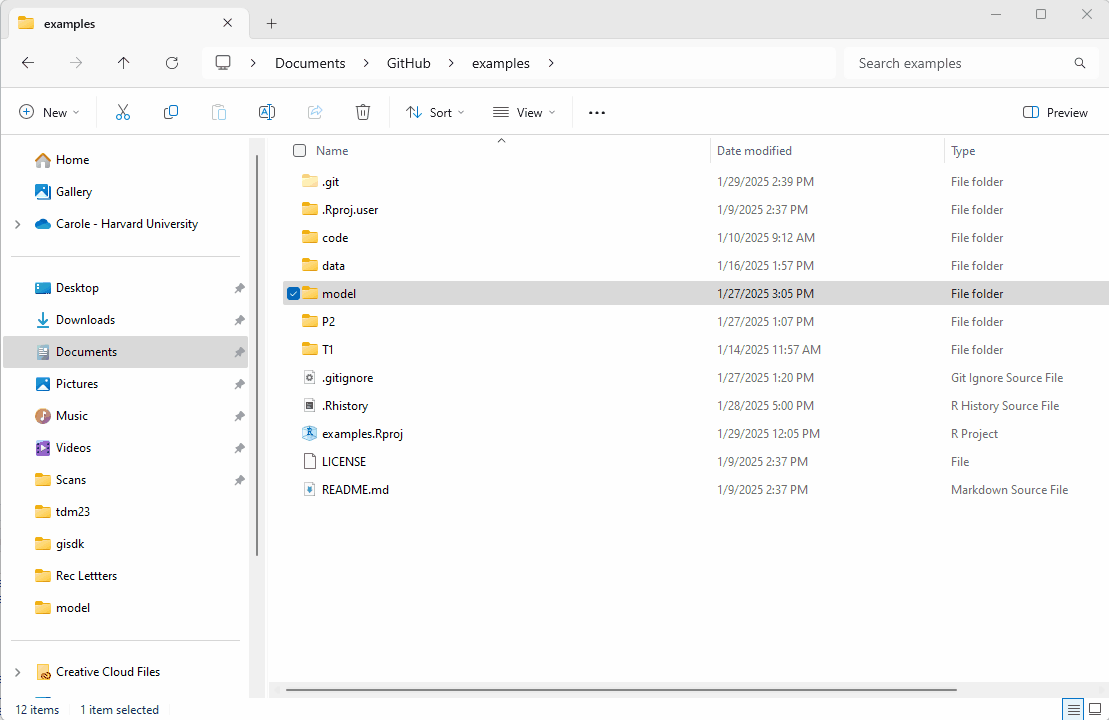 examples
Documents > GitHub > examples >
Search examples
New
Sort
View
Preview
Home
Gallery
Carole - Harvard University
Desktop
Downloads
Documents
Pictures
Music
Videos
Scans
tdm23
gisdk
Rec Lettters
model
Creative Cloud Files
Name Date modified Type
.git 1/29/2025 2:39 PM File folder
.Rproj.user 1/9/2025 2:37 PM File folder
code 1/10/2025 9:12 AM File folder
data 1/16/2025 1:57 PM File folder
model 1/27/2025 3:05 PM File folder
P2 1/27/2025 1:07 PM File folder
T1 1/14/2025 11:57 AM File folder
.gitignore 1/27/2025 1:20 PM Git Ignore Source File
.Rhistory 1/28/2025 5:00 PM R History Source File
examples.Rproj 1/29/2025 12:05 PM R Project
LICENSE 1/9/2025 2:37 PM File
README.md 1/9/2025 2:37 PM Markdown Source File
12 items 1 item selected